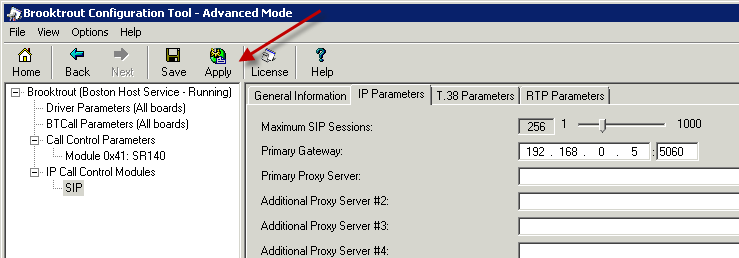 Brooktrout Configuration Tool - Advanced Mode
File View Options Help
Home Back Next Save Apply License Help
Brooktrout (Boston Host Service - Running)
Driver Parameters (All boards)
BTCall Parameters (All boards)
Call Control Parameters
Module 0x41: SR140
IP Call Control Modules
SIP
General Information IP Parameters T.38 Parameters RTP Parameters
Maximum SIP Sessions: 256 1 1000
Primary Gateway: 192 . 168 . 0 . 5 : 5060
Primary Proxy Server:
Additional Proxy Server #2:
Additional Proxy Server #3:
Additional Proxy Server #4: